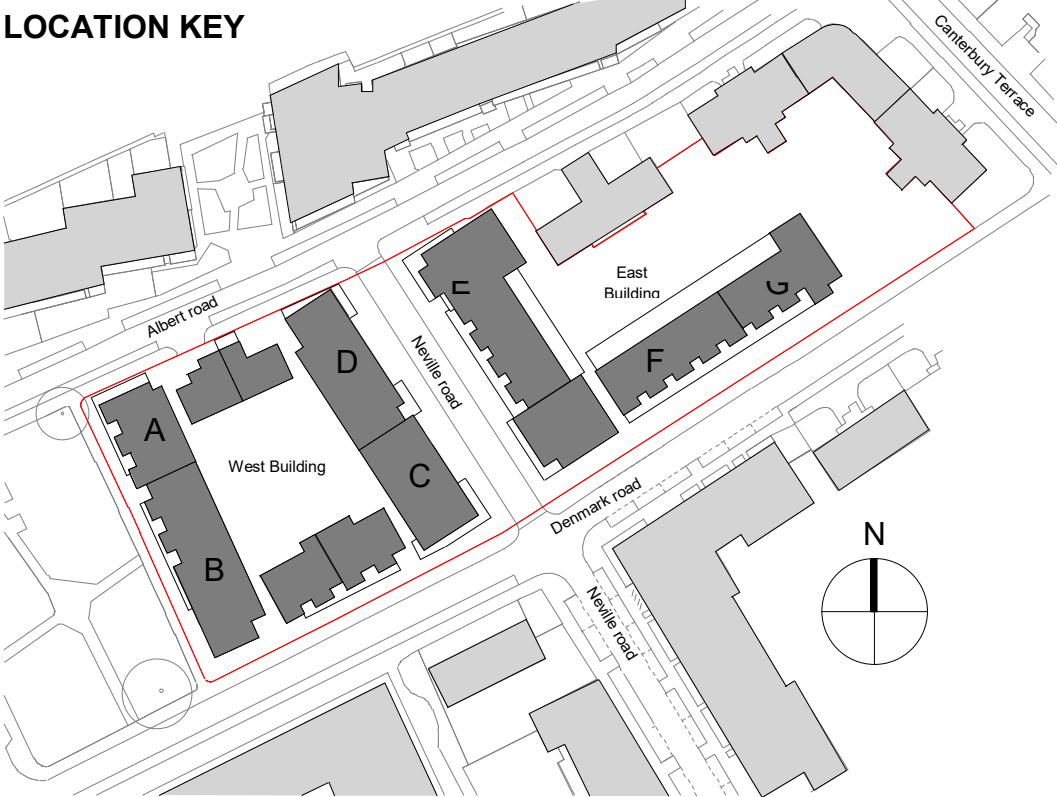 LOCATION KEY
Canterbury Terrace
Albert road
Neville road
East
Building
E
G
D
F
A
West Building
C
B
Denmark road
N
Neville road